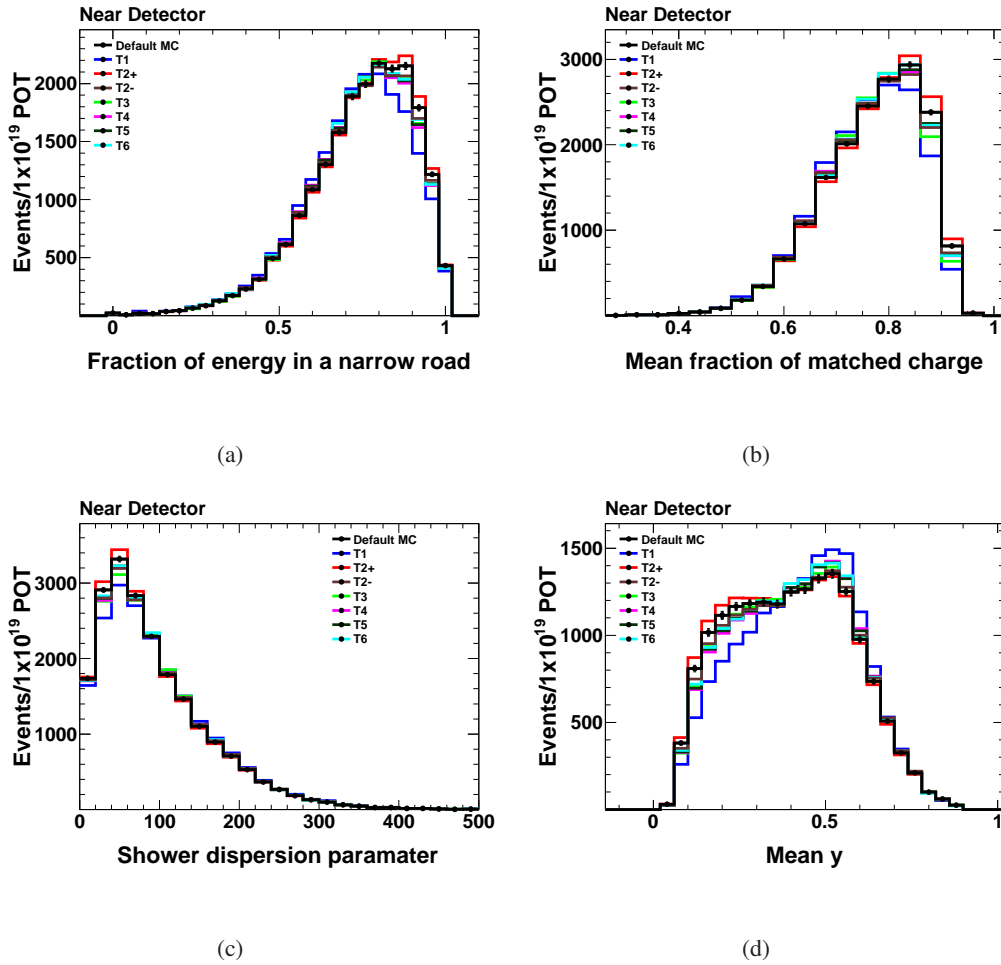 Near Detector
Default MC
T1
T2+
T2-
T3
T4
T5
T6
Events/1x10¹⁹ POT
2000
1500
1000
500
0 0.5 1
Fraction of energy in a narrow road
(a)
Near Detector
Default MC
T1
T2+
T2-
T3
T4
T5
T6
Events/1x10¹⁹ POT
3000
2000
1000
0.4 0.6 0.8 1
Mean fraction of matched charge
(b)
Near Detector
Default MC
T1
T2+
T2-
T3
T4
T5
T6
Events/1x10¹⁹ POT
3000
2000
1000
0 100 200 300 400 500
Shower dispersion paramater
(c)
Near Detector
Default MC
T1
T2+
T2-
T3
T4
T5
T6
Events/1x10¹⁹ POT
1500
1000
500
0 0.5 1
Mean y
(d)